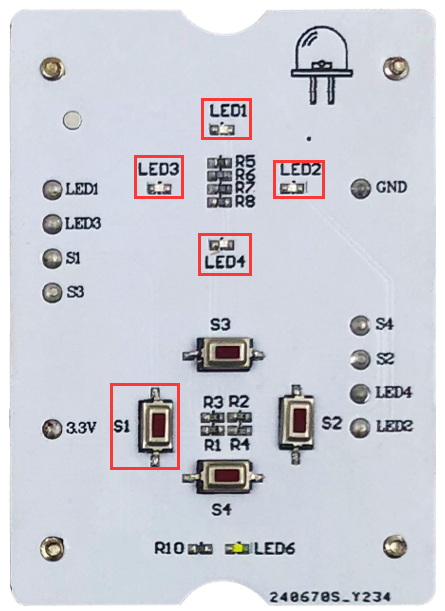 LED1
LED3
LED2
R5
R6
R7
R8
LED1
GND
LED3
LED4
S1
S3
S3
S4
S2
R3 R2
LED4
S1
S2
3.3V
R1 R4
LED2
S4
R10
LED6
240670S_Y234